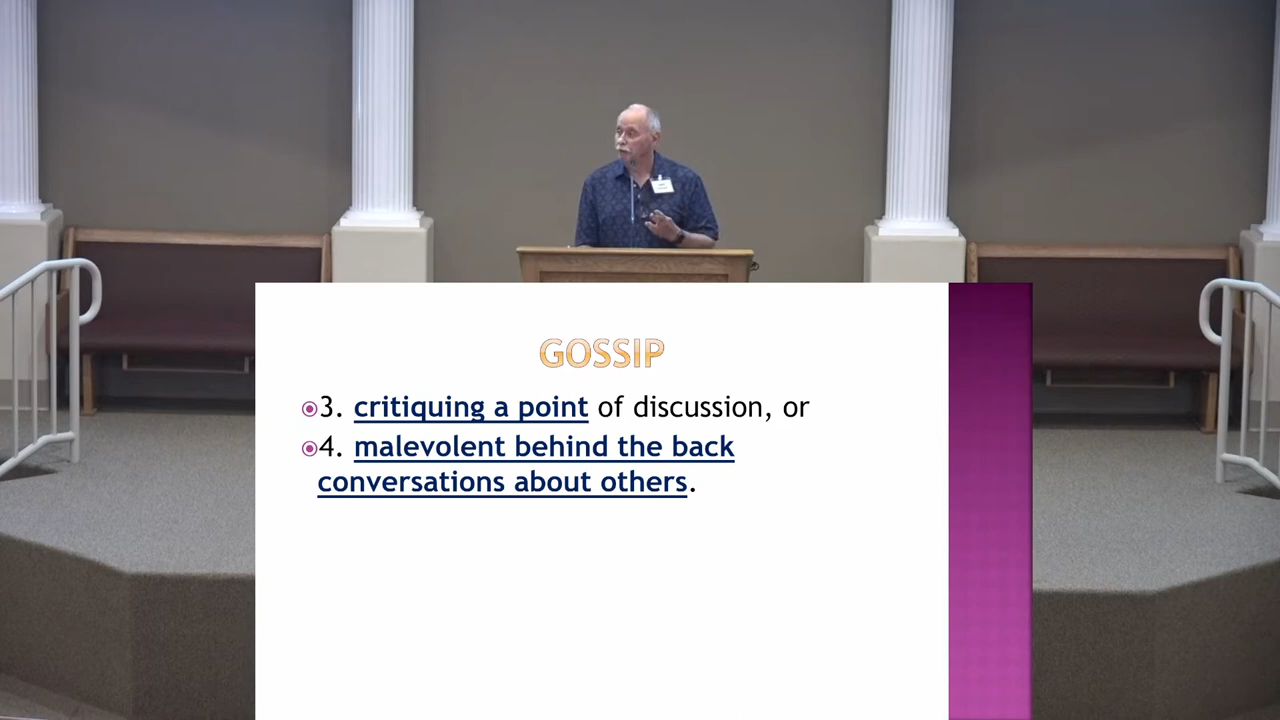 GOSSIP
3. critiquing a point of discussion, or
4. malevolent behind the back
conversations about others.